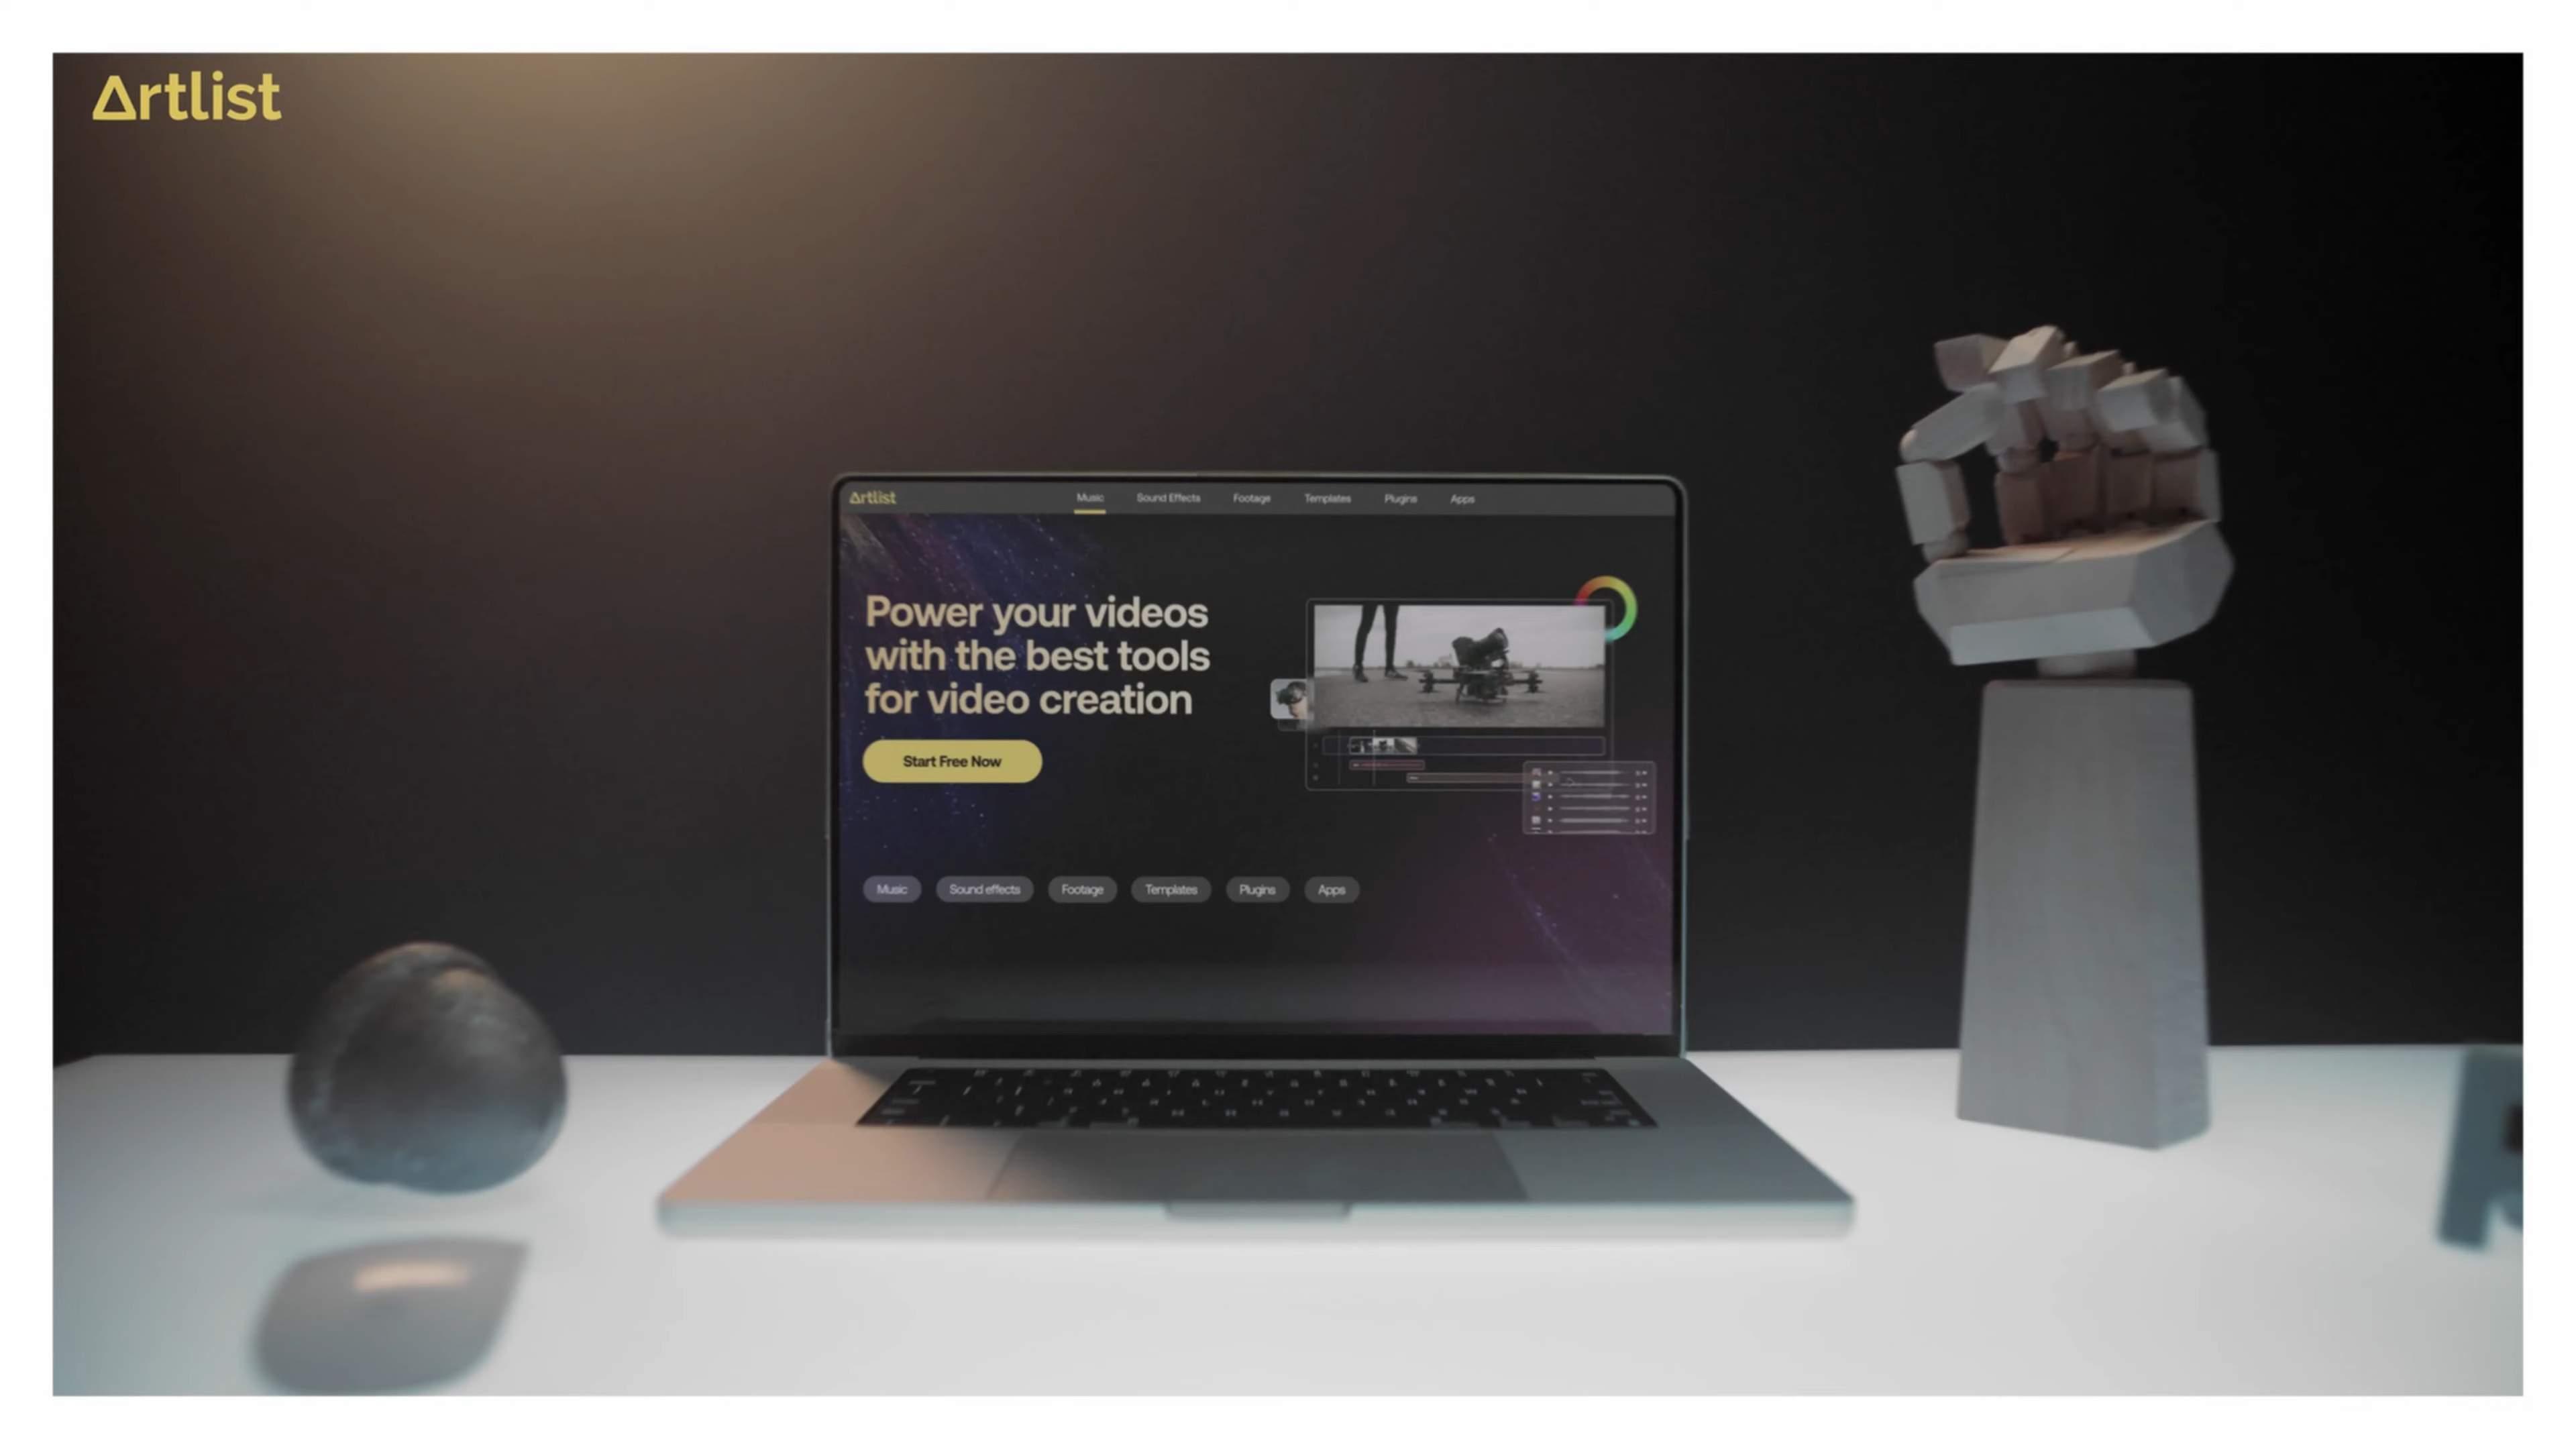 Artlist
Artlist
Music Sound Effects Footage Templates Plugins Apps
Power your videos
with the best tools
for video creation
Start Free Now
Music Sound effects Footage Templates Plugins Apps